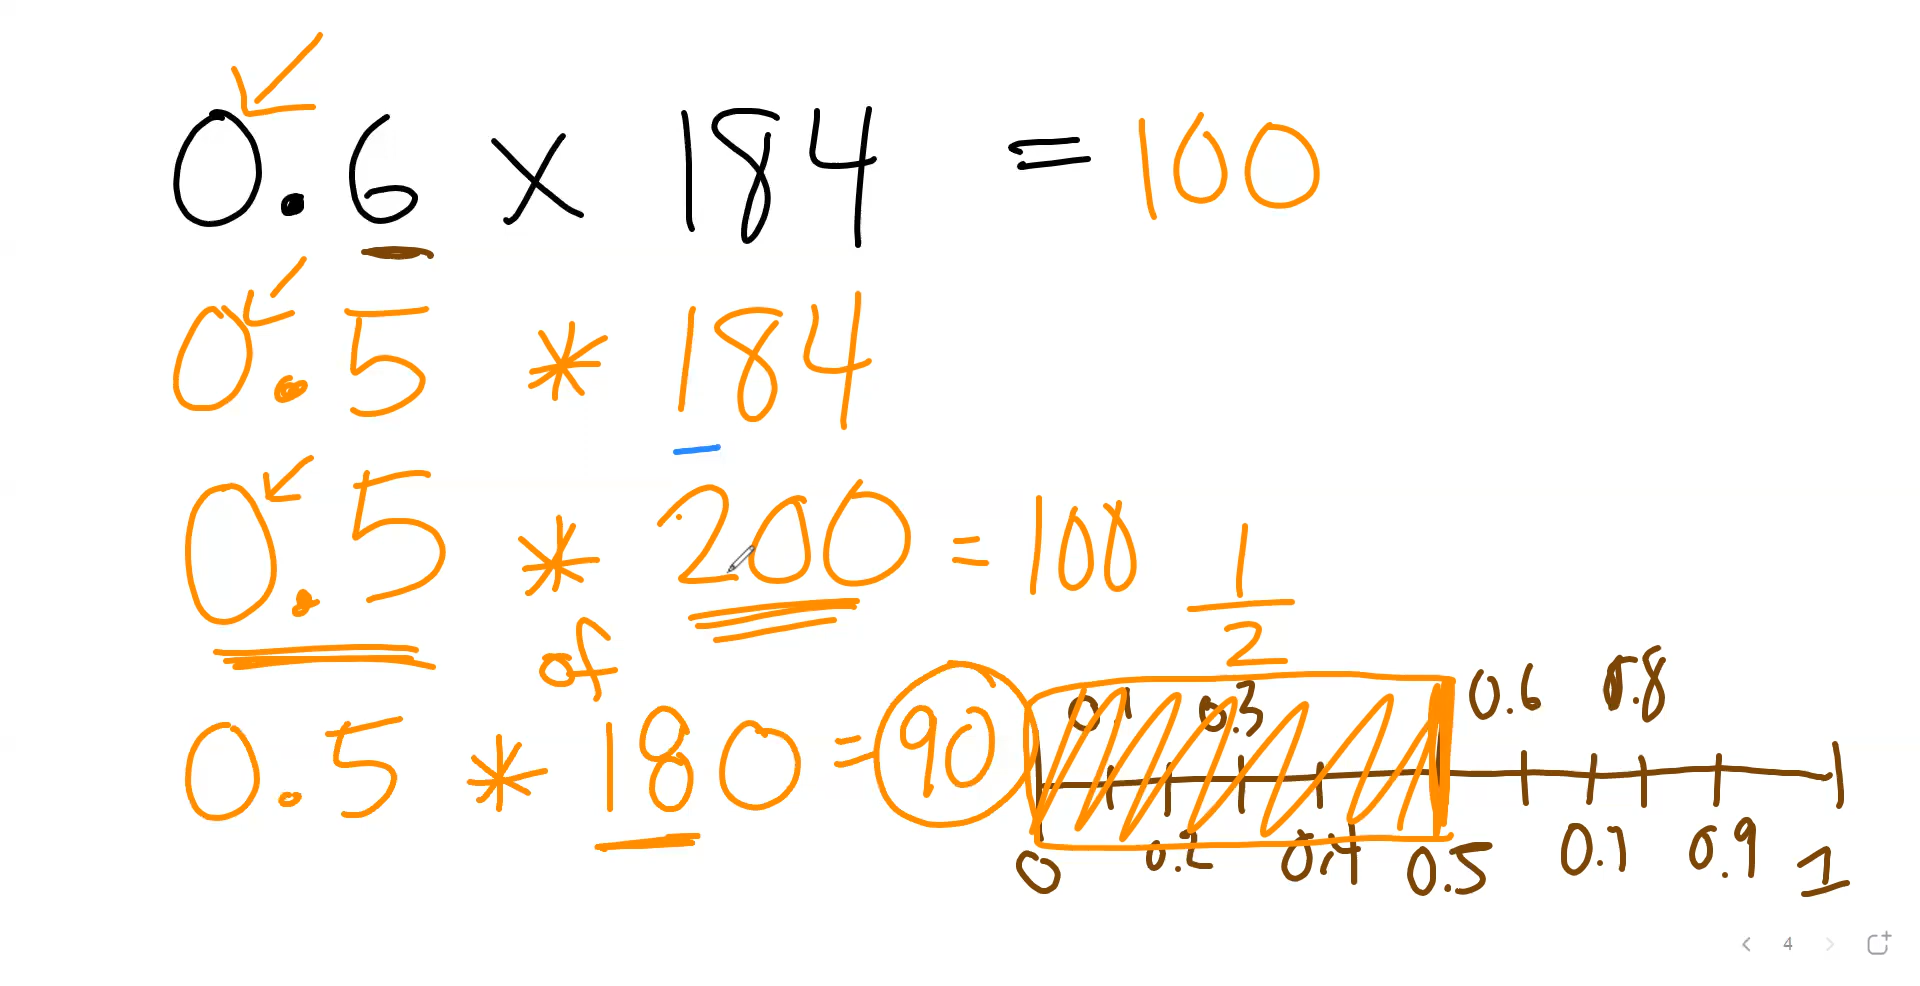 0.6 x 184 = 100
0.5 * 184
0.5 * 200 = 100 1/2
of
0.5 * 180 = 90
0.1 0.3 0.6 0.8
0 0.2 0.4 0.5 0.7 0.9 1
4